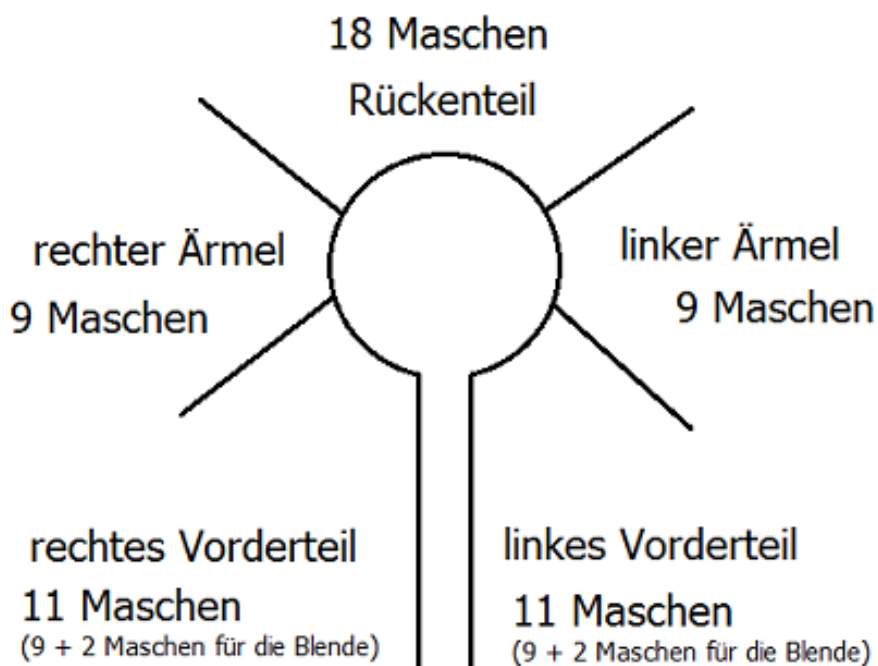 18 Maschen
Rückenteil
rechter Ärmel
9 Maschen
linker Ärmel
9 Maschen
rechtes Vorderteil
11 Maschen
(9 + 2 Maschen für die Blende)
linkes Vorderteil
11 Maschen
(9 + 2 Maschen für die Blende)